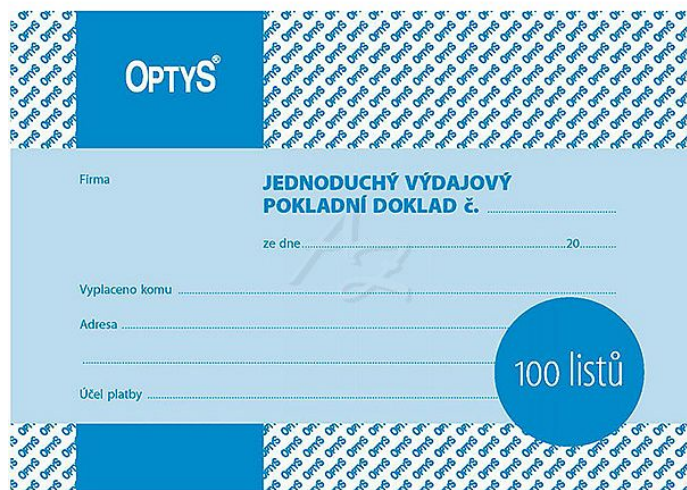 OPTYS®
Firma
JEDNODUCHÝ VÝDAJOVÝ
POKLADNÍ DOKLAD č.
ze dne 20
Vyplaceno komu
Adresa
Účel platby
100 listů